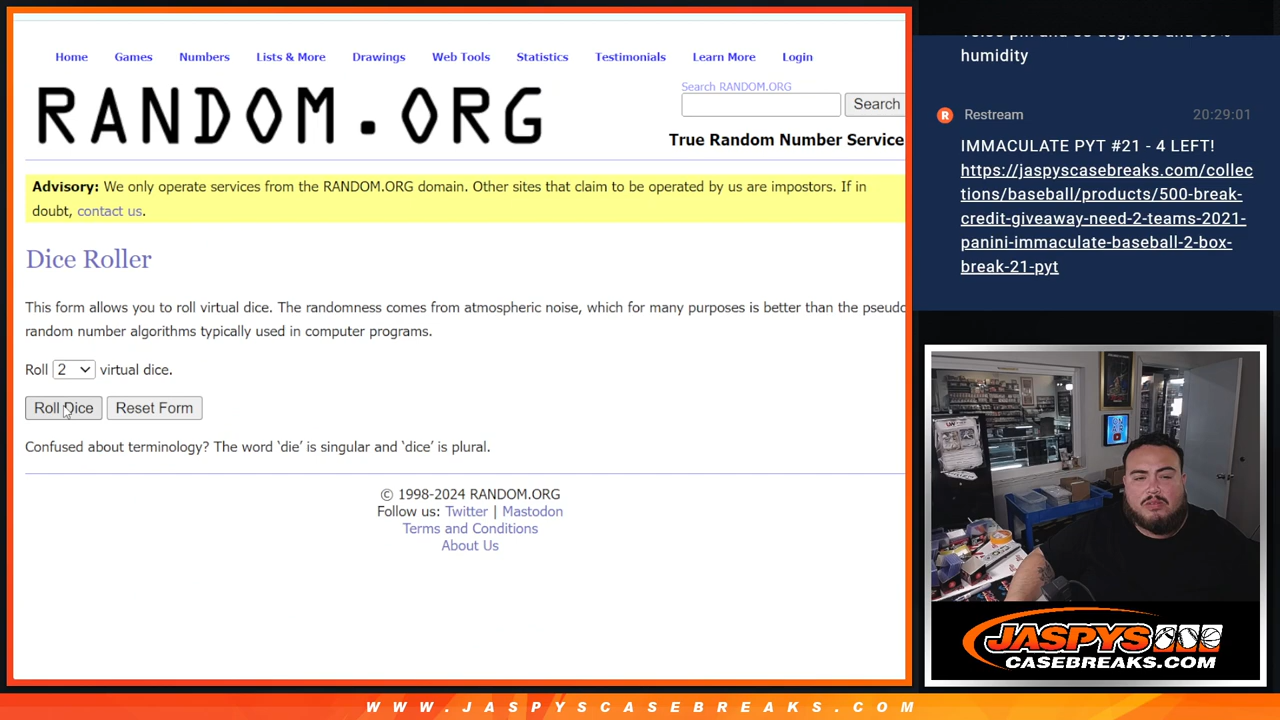 Home Games Numbers Lists & More Drawings Web Tools Statistics Testimonials Learn More Login
RANDOM.ORG
Search RANDOM.ORG
Search
True Random Number Service
Advisory: We only operate services from the RANDOM.ORG domain. Other sites that claim to be operated by us are impostors. If in
doubt, contact us.
Dice Roller
This form allows you to roll virtual dice. The randomness comes from atmospheric noise, which for many purposes is better than the pseudo
random number algorithms typically used in computer programs.
Roll 2 virtual dice.
Roll Dice Reset Form
Confused about terminology? The word ‘die’ is singular and ‘dice’ is plural.
© 1998-2024 RANDOM.ORG
Follow us: Twitter | Mastodon
Terms and Conditions
About Us
humidity
R Restream 20:29:01
IMMACULATE PYT #21 - 4 LEFT!
https://jaspyscasebreaks.com/collec
tions/baseball/products/500-break-
credit-giveaway-need-2-teams-2021-
panini-immaculate-baseball-2-box-
break-21-pyt
JASPYS
CASEBREAKS.COM
WWW.JASPYSCASEBREAKS.COM